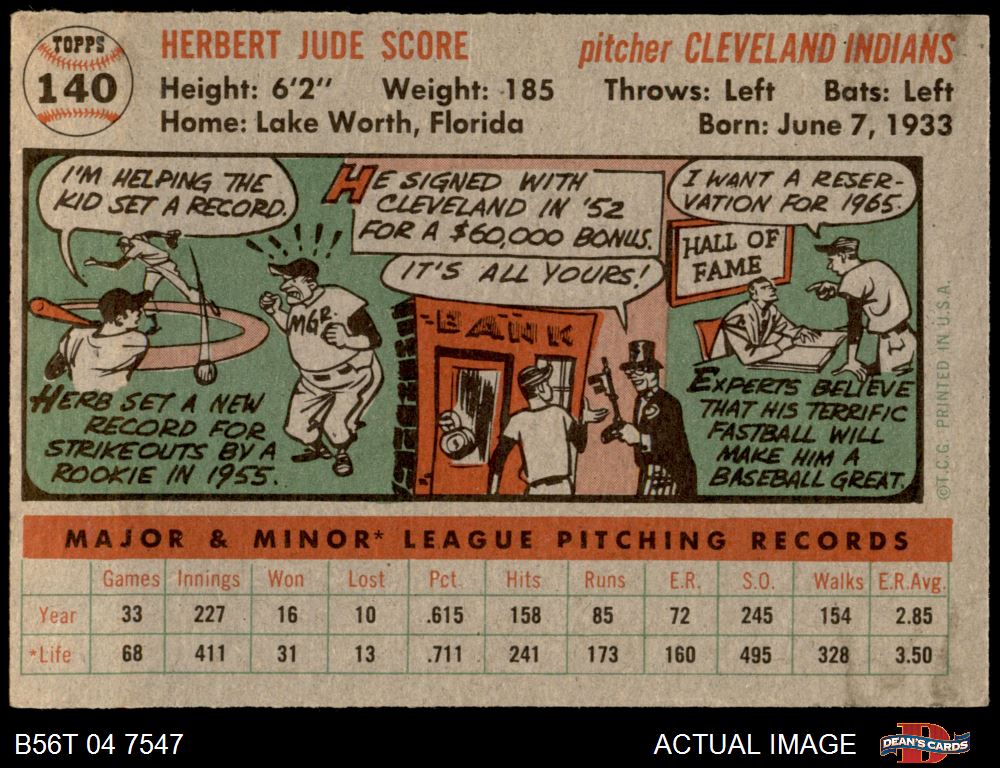 TOPPS
140
HERBERT JUDE SCORE
pitcher CLEVELAND INDIANS
Height: 6'2" Weight: 185 Throws: Left Bats: Left
Home: Lake Worth, Florida Born: June 7, 1933
I'M HELPING THE
KID SET A RECORD.
MGR
HERB SET A NEW
RECORD FOR
STRIKEOUTS BY A
ROOKIE IN 1955.
HE SIGNED WITH
CLEVELAND IN '52
FOR A $60,000 BONUS.
IT'S ALL YOURS!
BANK
I WANT A RESER-
VATION FOR 1965.
HALL OF
FAME
EXPERTS BELIEVE
THAT HIS TERRIFIC
FASTBALL WILL
MAKE HIM A
BASEBALL GREAT.
©T.C.G. PRINTED IN U.S.A.
MAJOR & MINOR* LEAGUE PITCHING RECORDS
Games Innings Won Lost Pct. Hits Runs E.R. S.O. Walks E.R.Avg.
Year 33 227 16 10 .615 158 85 72 245 154 2.85
*Life 68 411 31 13 .711 241 173 160 495 328 3.50
B56T 04 7547
ACTUAL IMAGE
DEAN'S CARDS